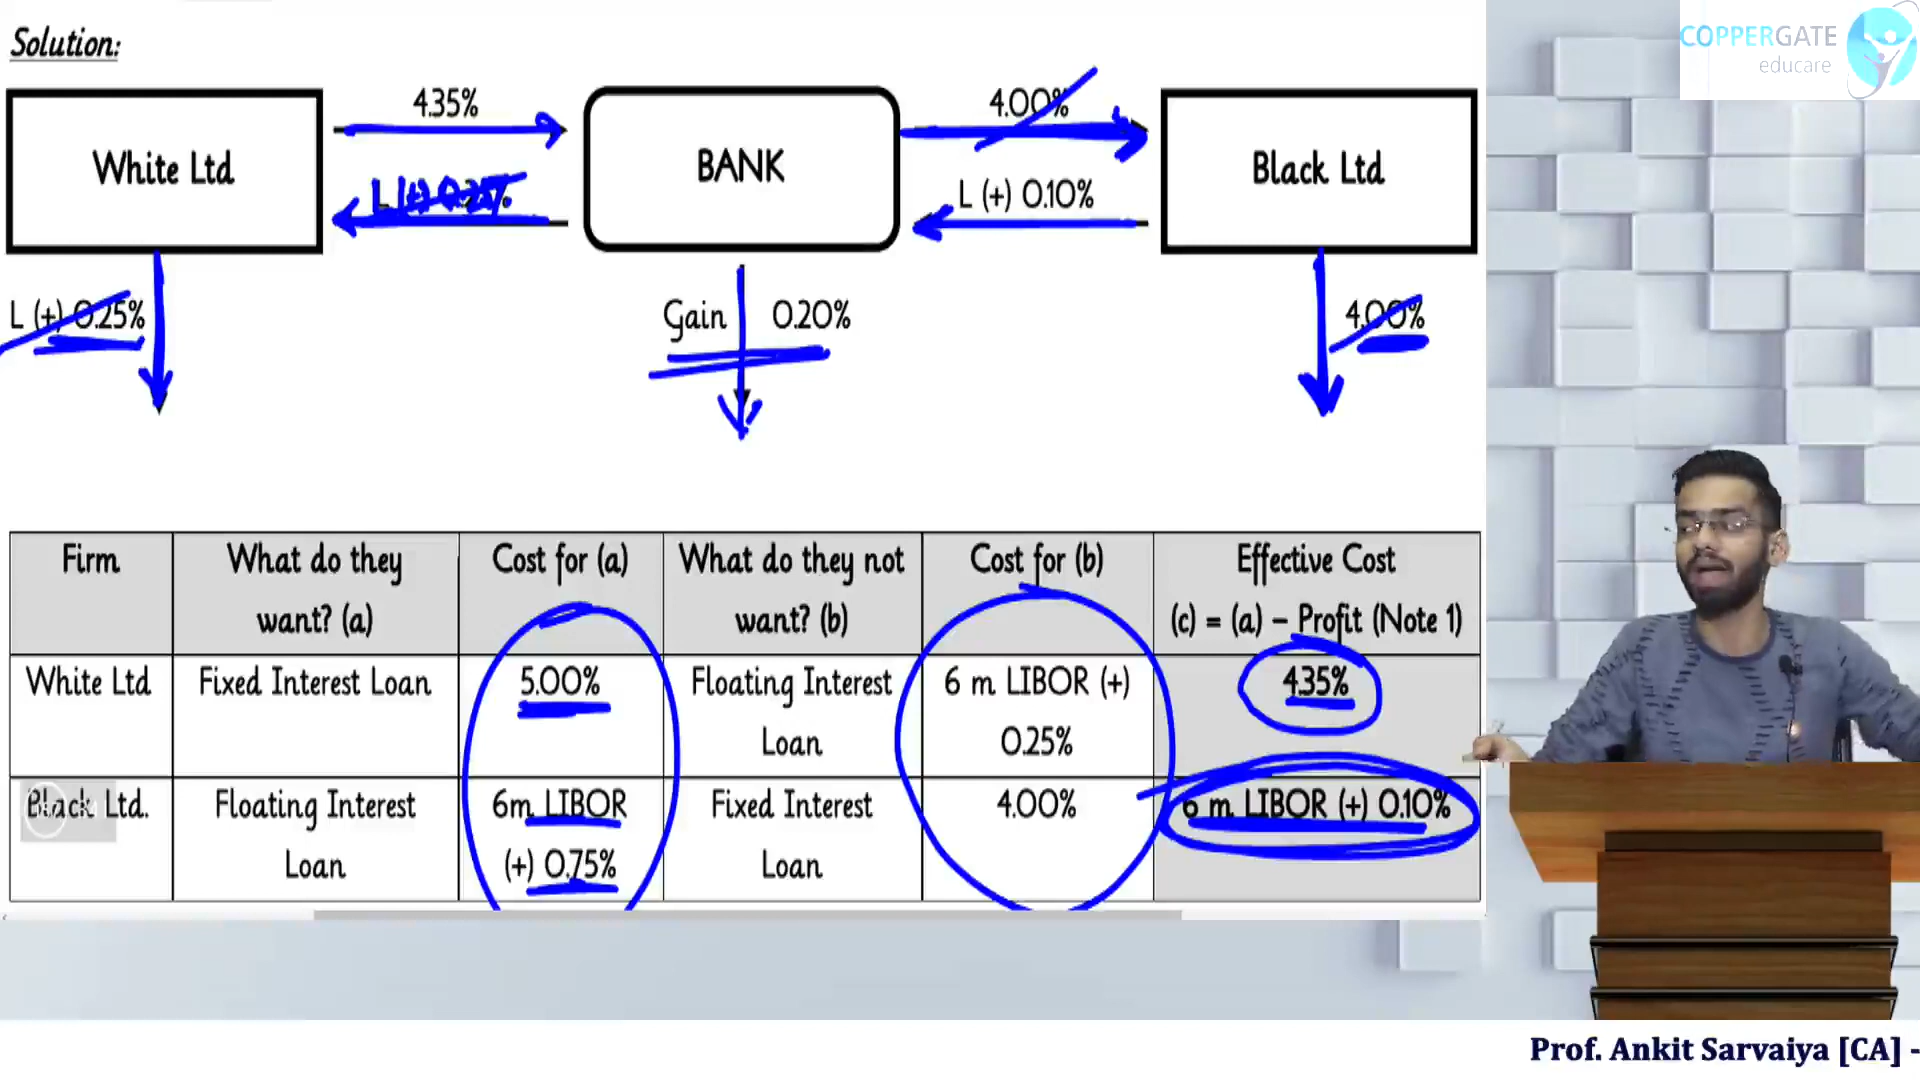 COPPERGATE
educare
Solution:
White Ltd
4.35%
BANK
4.00%
L (+) 0.10%
Black Ltd
L (+) 0.25%
L (+) 0.25%
Gain 0.20%
4.00%
Firm
What do they want? (a)
Cost for (a)
What do they not want? (b)
Cost for (b)
Effective Cost
(c) = (a) – Profit (Note 1)
White Ltd
Fixed Interest Loan
5.00%
Floating Interest
Loan
6 m LIBOR (+)
0.25%
4.35%
Black Ltd.
Floating Interest
Loan
6m LIBOR
(+) 0.75%
Fixed Interest
Loan
4.00%
6 m LIBOR (+) 0.10%
Prof. Ankit Sarvaiya [CA] -